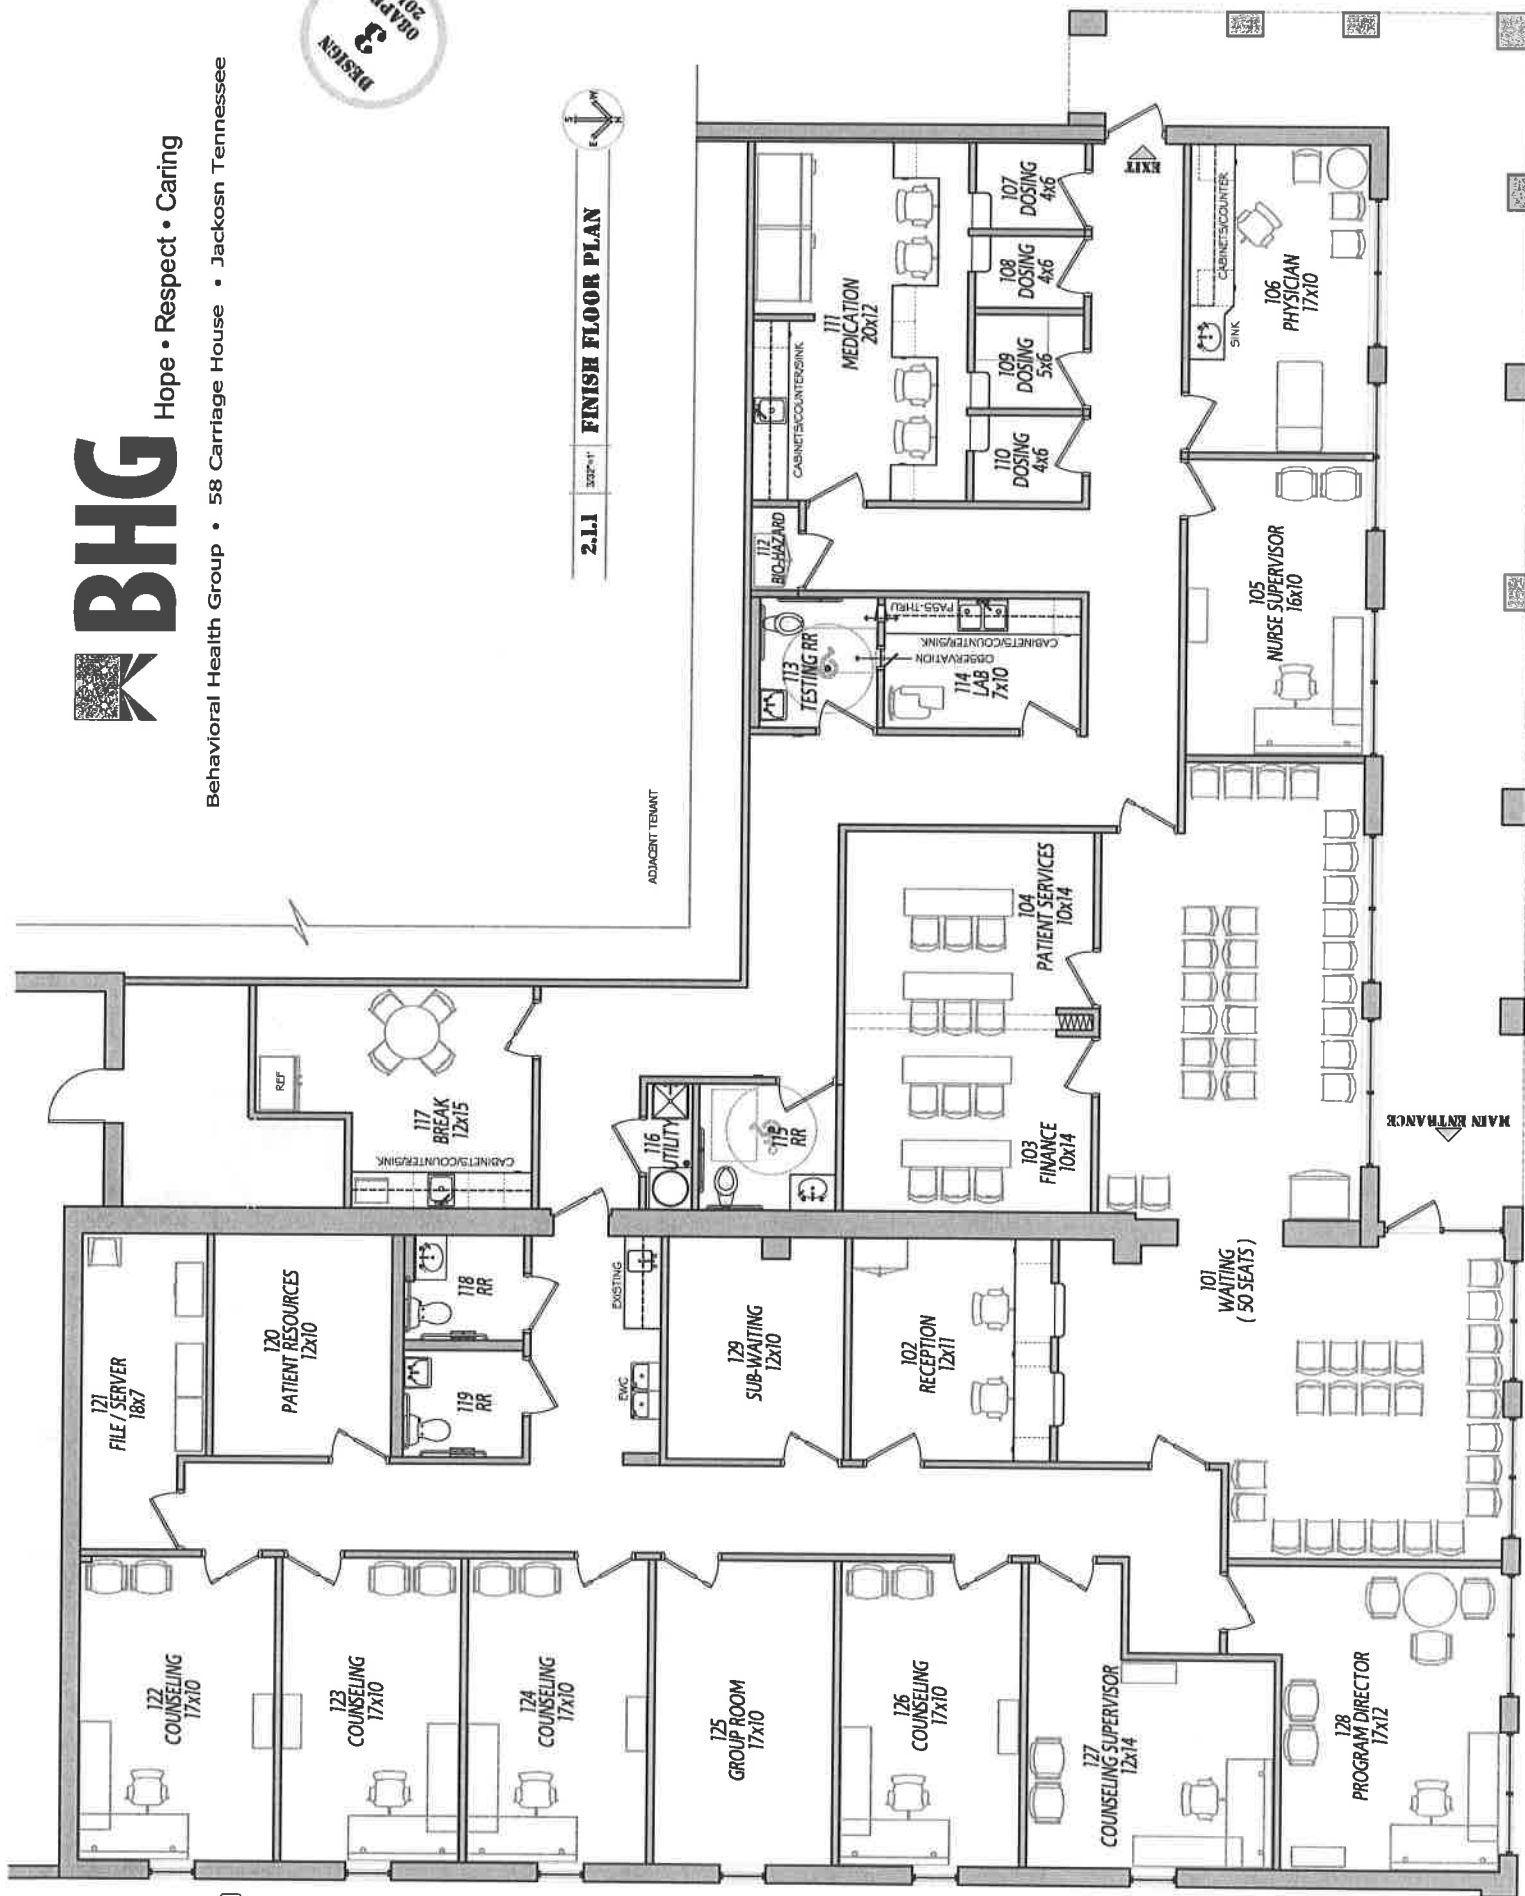 BHG
Hope • Respect • Caring
Behavioral Health Group • 58 Carriage House • Jackosn Tennessee
DESIGN
3
2.1.1
3/32"=1'
FINISH FLOOR PLAN
S
E
W
N
ADJACENT TENANT
111
MEDICATION
20x12
CABINETS/COUNTER/SINK
107
DOSING
4x6
108
DOSING
4x6
109
DOSING
5x6
110
DOSING
4x6
EXIT
CABINETS/COUNTER
SINK
106
PHYSICIAN
17x10
112
BIO-HAZARD
113
TESTING RR
PASS-THRU
OBSERVATION
CABINETS/COUNTER/SINK
114
LAB
7x10
105
NURSE SUPERVISOR
16x10
104
PATIENT SERVICES
10x14
103
FINANCE
10x14
REF
117
BREAK
12x15
CABINETS/COUNTER/SINK
116
UTILITY
115
RR
MAIN ENTRANCE
121
FILE / SERVER
18x7
120
PATIENT RESOURCES
12x10
118
RR
119
RR
EXISTING
EWC
129
SUB-WAITING
12x10
102
RECEPTION
12x11
101
WAITING
( 50 SEATS )
122
COUNSELING
17x10
123
COUNSELING
17x10
124
COUNSELING
17x10
125
GROUP ROOM
17x10
126
COUNSELING
17x10
127
COUNSELING SUPERVISOR
12x14
128
PROGRAM DIRECTOR
17x12